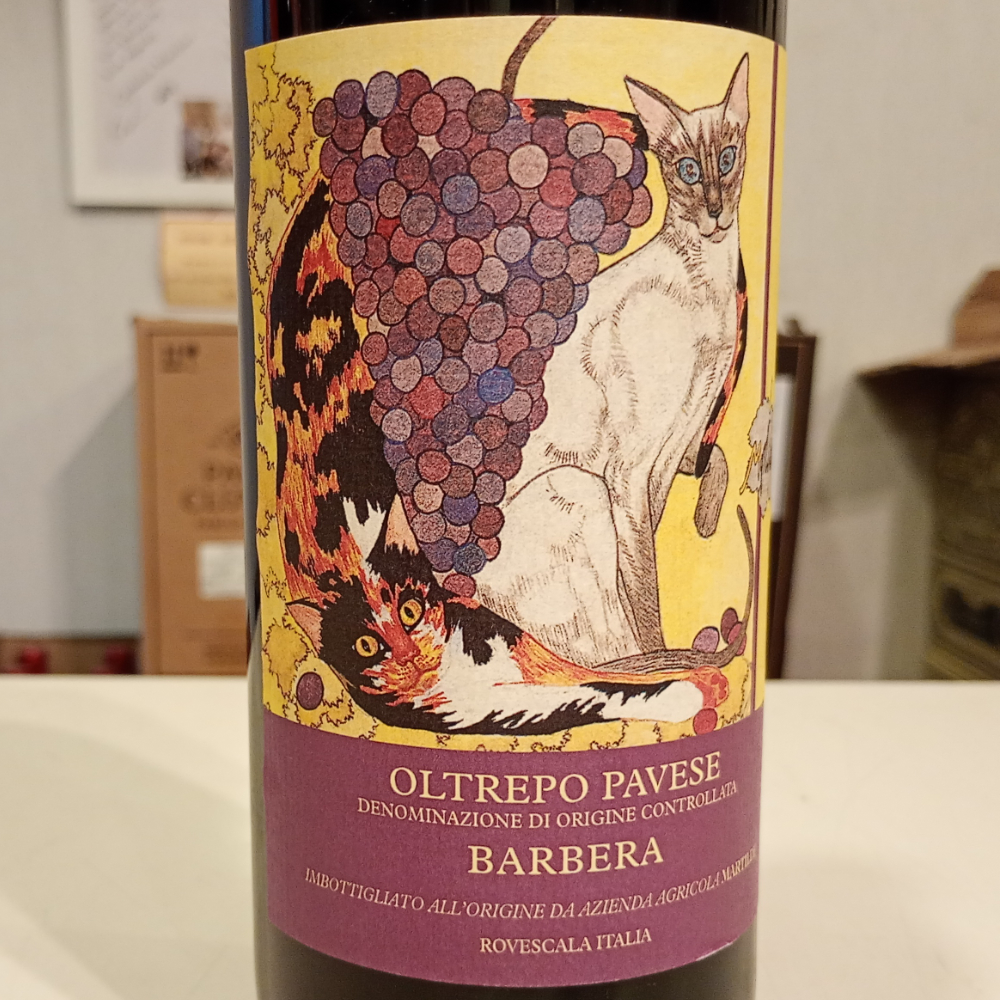 OLTREPO PAVESE
DENOMINAZIONE DI ORIGINE CONTROLLATA
BARBERA
IMBOTTIGLIATO ALL'ORIGINE DA AZIENDA AGRICOLA
ROVESCALA ITALIA